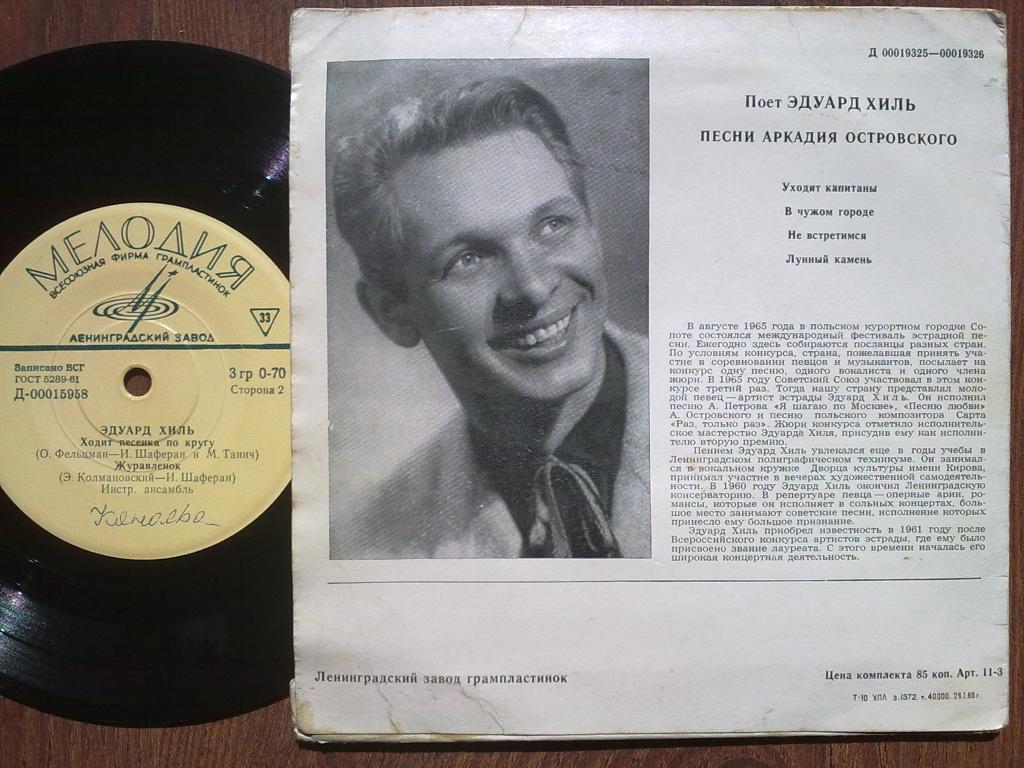 МЕЛОДИЯ
ВСЕСОЮЗНАЯ ФИРМА ГРАМПЛАСТИНОК
33
ЛЕНИНГРАДСКИЙ ЗАВОД
Записано ВСГ
ГОСТ 5289-61
Д-00015958
3 гр 0-70
Сторона 2
ЭДУАРД ХИЛЬ
Ходит песенка по кругу
(О. Фельцман—И. Шаферан и М. Танич)
Журавленок
(Э. Колмановский—И. Шаферан)
Инстр. ансамбль
Д 00019325—00019326
Поет ЭДУАРД ХИЛЬ
ПЕСНИ АРКАДИЯ ОСТРОВСКОГО
Уходят капитаны
В чужом городе
Не встретимся
Лунный камень
В августе 1965 года в польском курортном городке Со-
поте состоялся международный фестиваль эстрадной пе-
сни. Ежегодно здесь собираются посланцы разных стран.
По условиям конкурса, страна, пожелавшая принять уча-
стие в соревновании певцов и музыкантов, посылает на
конкурс одну песню, одного вокалиста и одного члена
жюри. В 1965 году Советский Союз участвовал в этом кон-
курсе третий раз. Тогда нашу страну представлял моло-
дой певец—артист эстрады Эдуард Хиль. Он исполнил
песню А. Петрова «Я шагаю по Москве», «Песню любви»
А. Островского и песню польского композитора Сарта
«Раз, только раз». Жюри конкурса отметило исполнитель-
ское мастерство Эдуарда Хиля, присудив ему как исполни-
телю вторую премию.
Пением Эдуард Хиль увлекался еще в годы учебы в
Ленинградском полиграфическом техникуме. Он занимал-
ся в вокальном кружке Дворца культуры имени Кирова,
принимал участие в вечерах художественной самодеятель-
ности. В 1960 году Эдуард Хиль окончил Ленинградскую
консерваторию. В репертуаре певца—оперные арии, ро-
мансы, которые он исполняет в сольных концертах, боль-
шое место занимают советские песни, исполнение которых
принесло ему большое признание.
Эдуард Хиль приобрел известность в 1961 году после
Всероссийского конкурса артистов эстрады, где ему было
присвоено звание лауреата. С этого времени началась его
широкая концертная деятельность.
Ленинградский завод грампластинок
Цена комплекта 85 коп. Арт. 11-3
Т-10 УПЛ з.1372. т.40000.